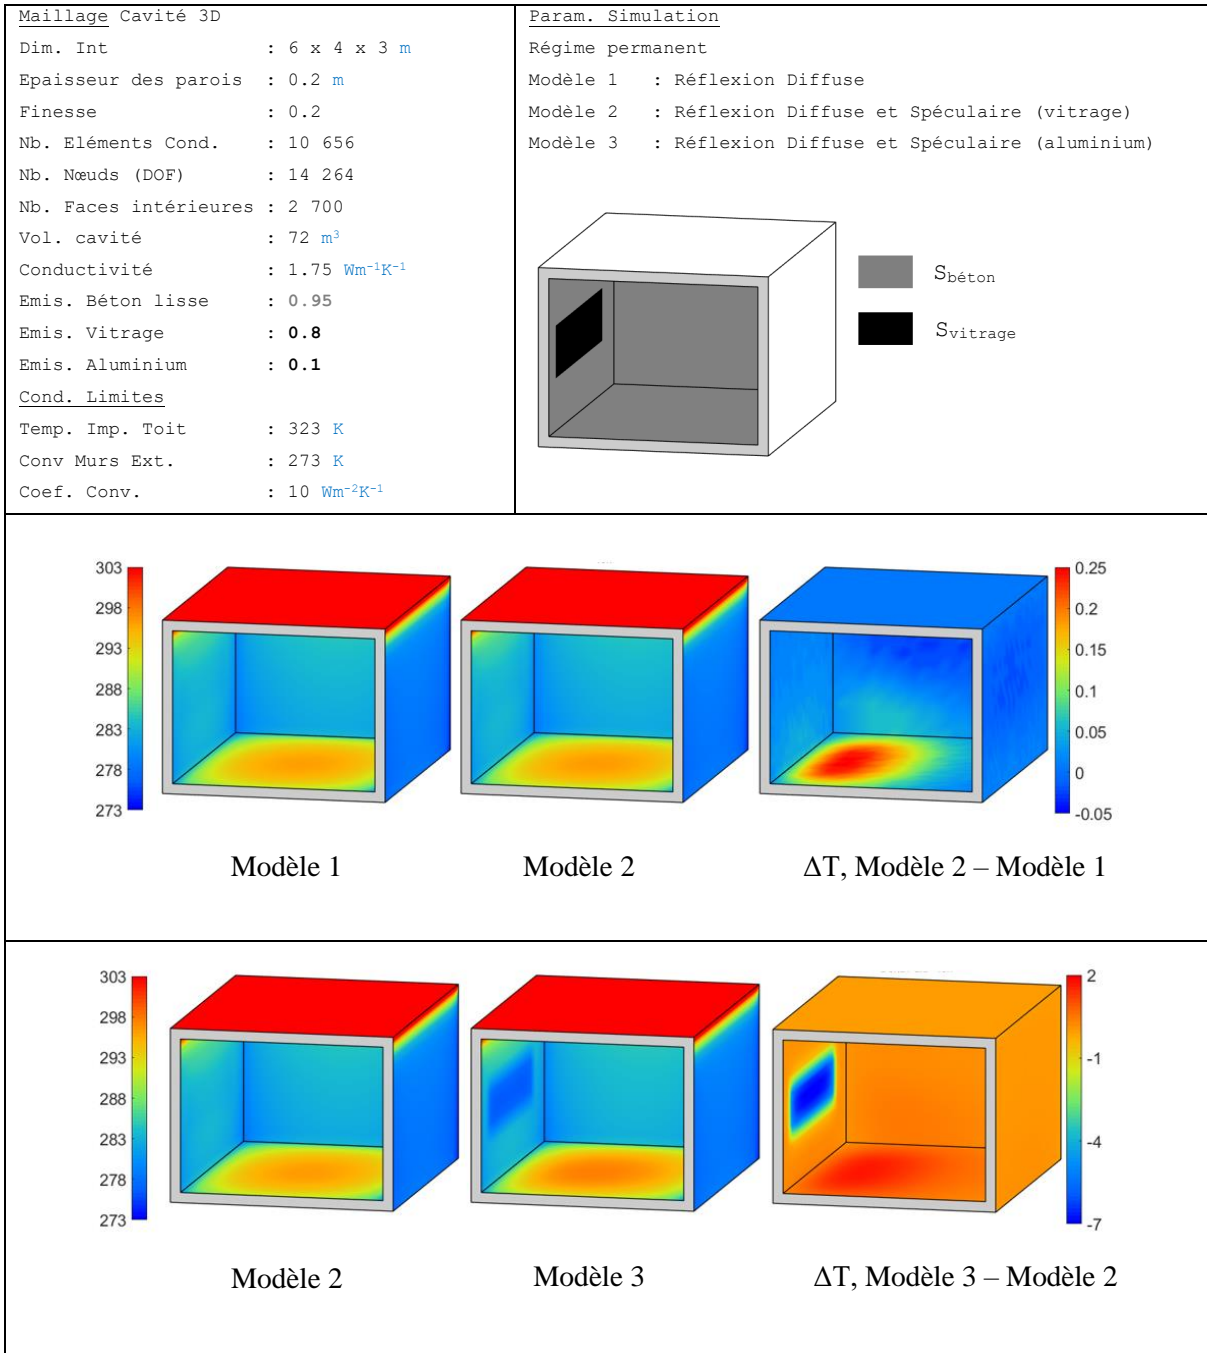 Maillage Cavité 3D
Dim. Int : 6 x 4 x 3 m
Epaisseur des parois : 0.2 m
Finesse : 0.2
Nb. Eléments Cond. : 10 656
Nb. Nœuds (DOF) : 14 264
Nb. Faces intérieures : 2 700
Vol. cavité : 72 m³
Conductivité : 1.75 Wm⁻¹K⁻¹
Emis. Béton lisse : 0.95
Emis. Vitrage : 0.8
Emis. Aluminium : 0.1
Cond. Limites
Temp. Imp. Toit : 323 K
Conv Murs Ext. : 273 K
Coef. Conv. : 10 Wm⁻²K⁻¹
Param. Simulation
Régime permanent
Modèle 1 : Réflexion Diffuse
Modèle 2 : Réflexion Diffuse et Spéculaire (vitrage)
Modèle 3 : Réflexion Diffuse et Spéculaire (aluminium)
Sbéton
Svitrage
303
298
293
288
283
278
273
0.25
0.2
0.15
0.1
0.05
0
-0.05
Modèle 1
Modèle 2
ΔT, Modèle 2 – Modèle 1
303
298
293
288
283
278
273
2
-1
-4
-7
Modèle 2
Modèle 3
ΔT, Modèle 3 – Modèle 2